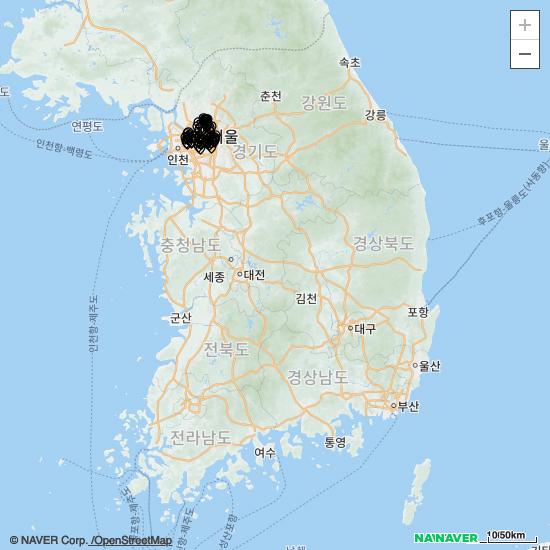 +
−
속초
춘천
강원도
강릉
연평도
울
인천항-백령도
인천
경기도
후포항-울릉도(사동항)
충청남도
경상북도
세종
대전
김천
인천항-제주도
군산
포항
전북도
대구
울산
경상남도
부산
전라남도
통영
여수
© NAVER Corp. /OpenStreetMap
NAVER
10/50km